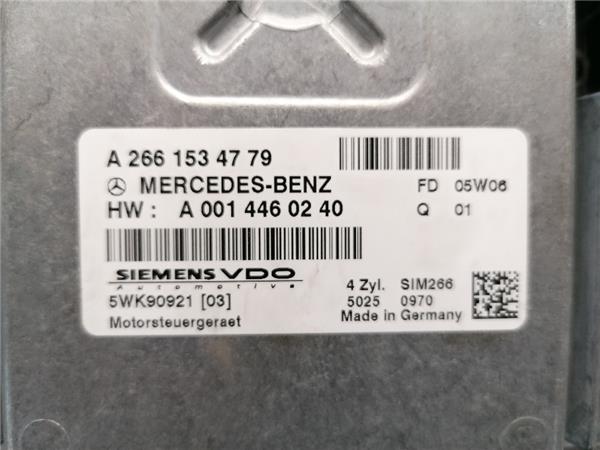 A 266 153 47 79
MERCEDES-BENZ FD 05W06
HW : A 001 446 02 40 Q 01
SIEMENS VDO
Automotive
4 Zyl. SIM266
5WK90921 [03] 5025 0970
Motorsteuergeraet Made in Germany